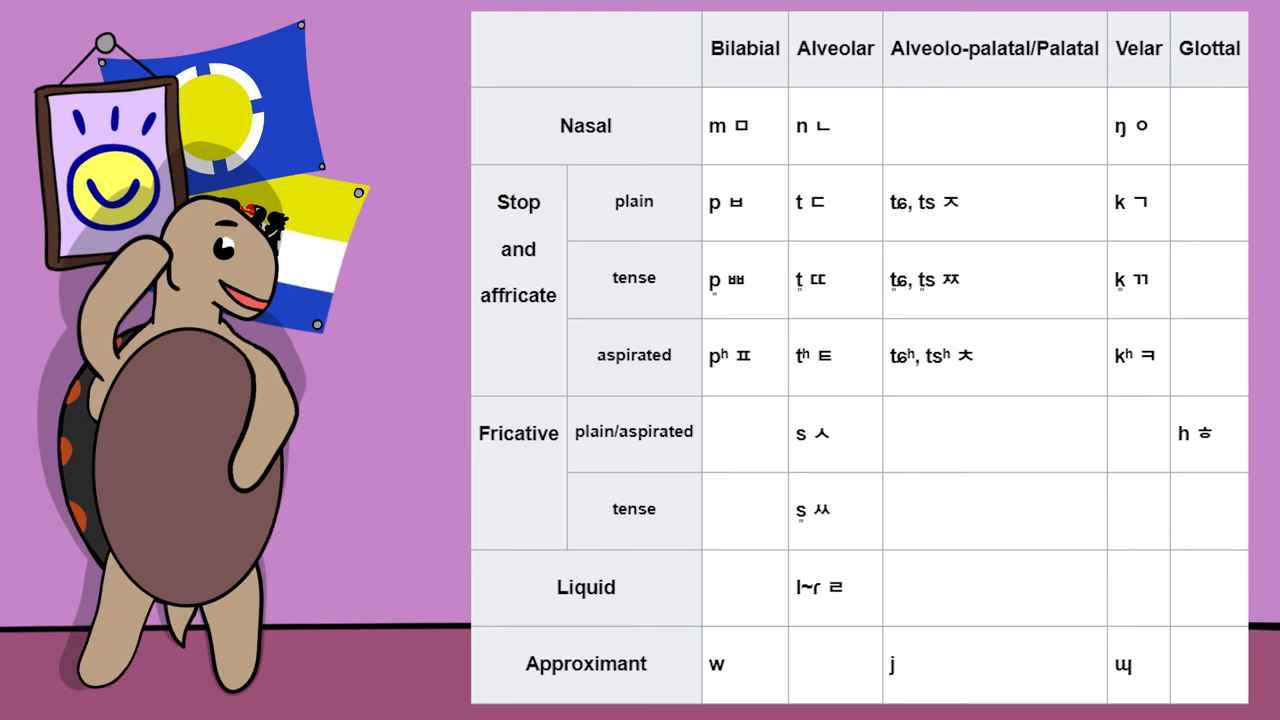 Bilabial Alveolar Alveolo-palatal/Palatal Velar Glottal
Nasal m ㅁ n ㄴ ŋ ㅇ
Stop and affricate plain p ㅂ t ㄷ tɕ, ts ㅈ k ㄱ
tense p͈ ㅃ t͈ ㄸ t͈ɕ, t͈s ㅉ k͈ ㄲ
aspirated pʰ ㅍ tʰ ㅌ tɕʰ, tsʰ ㅊ kʰ ㅋ
Fricative plain/aspirated s ㅅ h ㅎ
tense s͈ ㅆ
Liquid l~ɾ ㄹ
Approximant w j ɰ